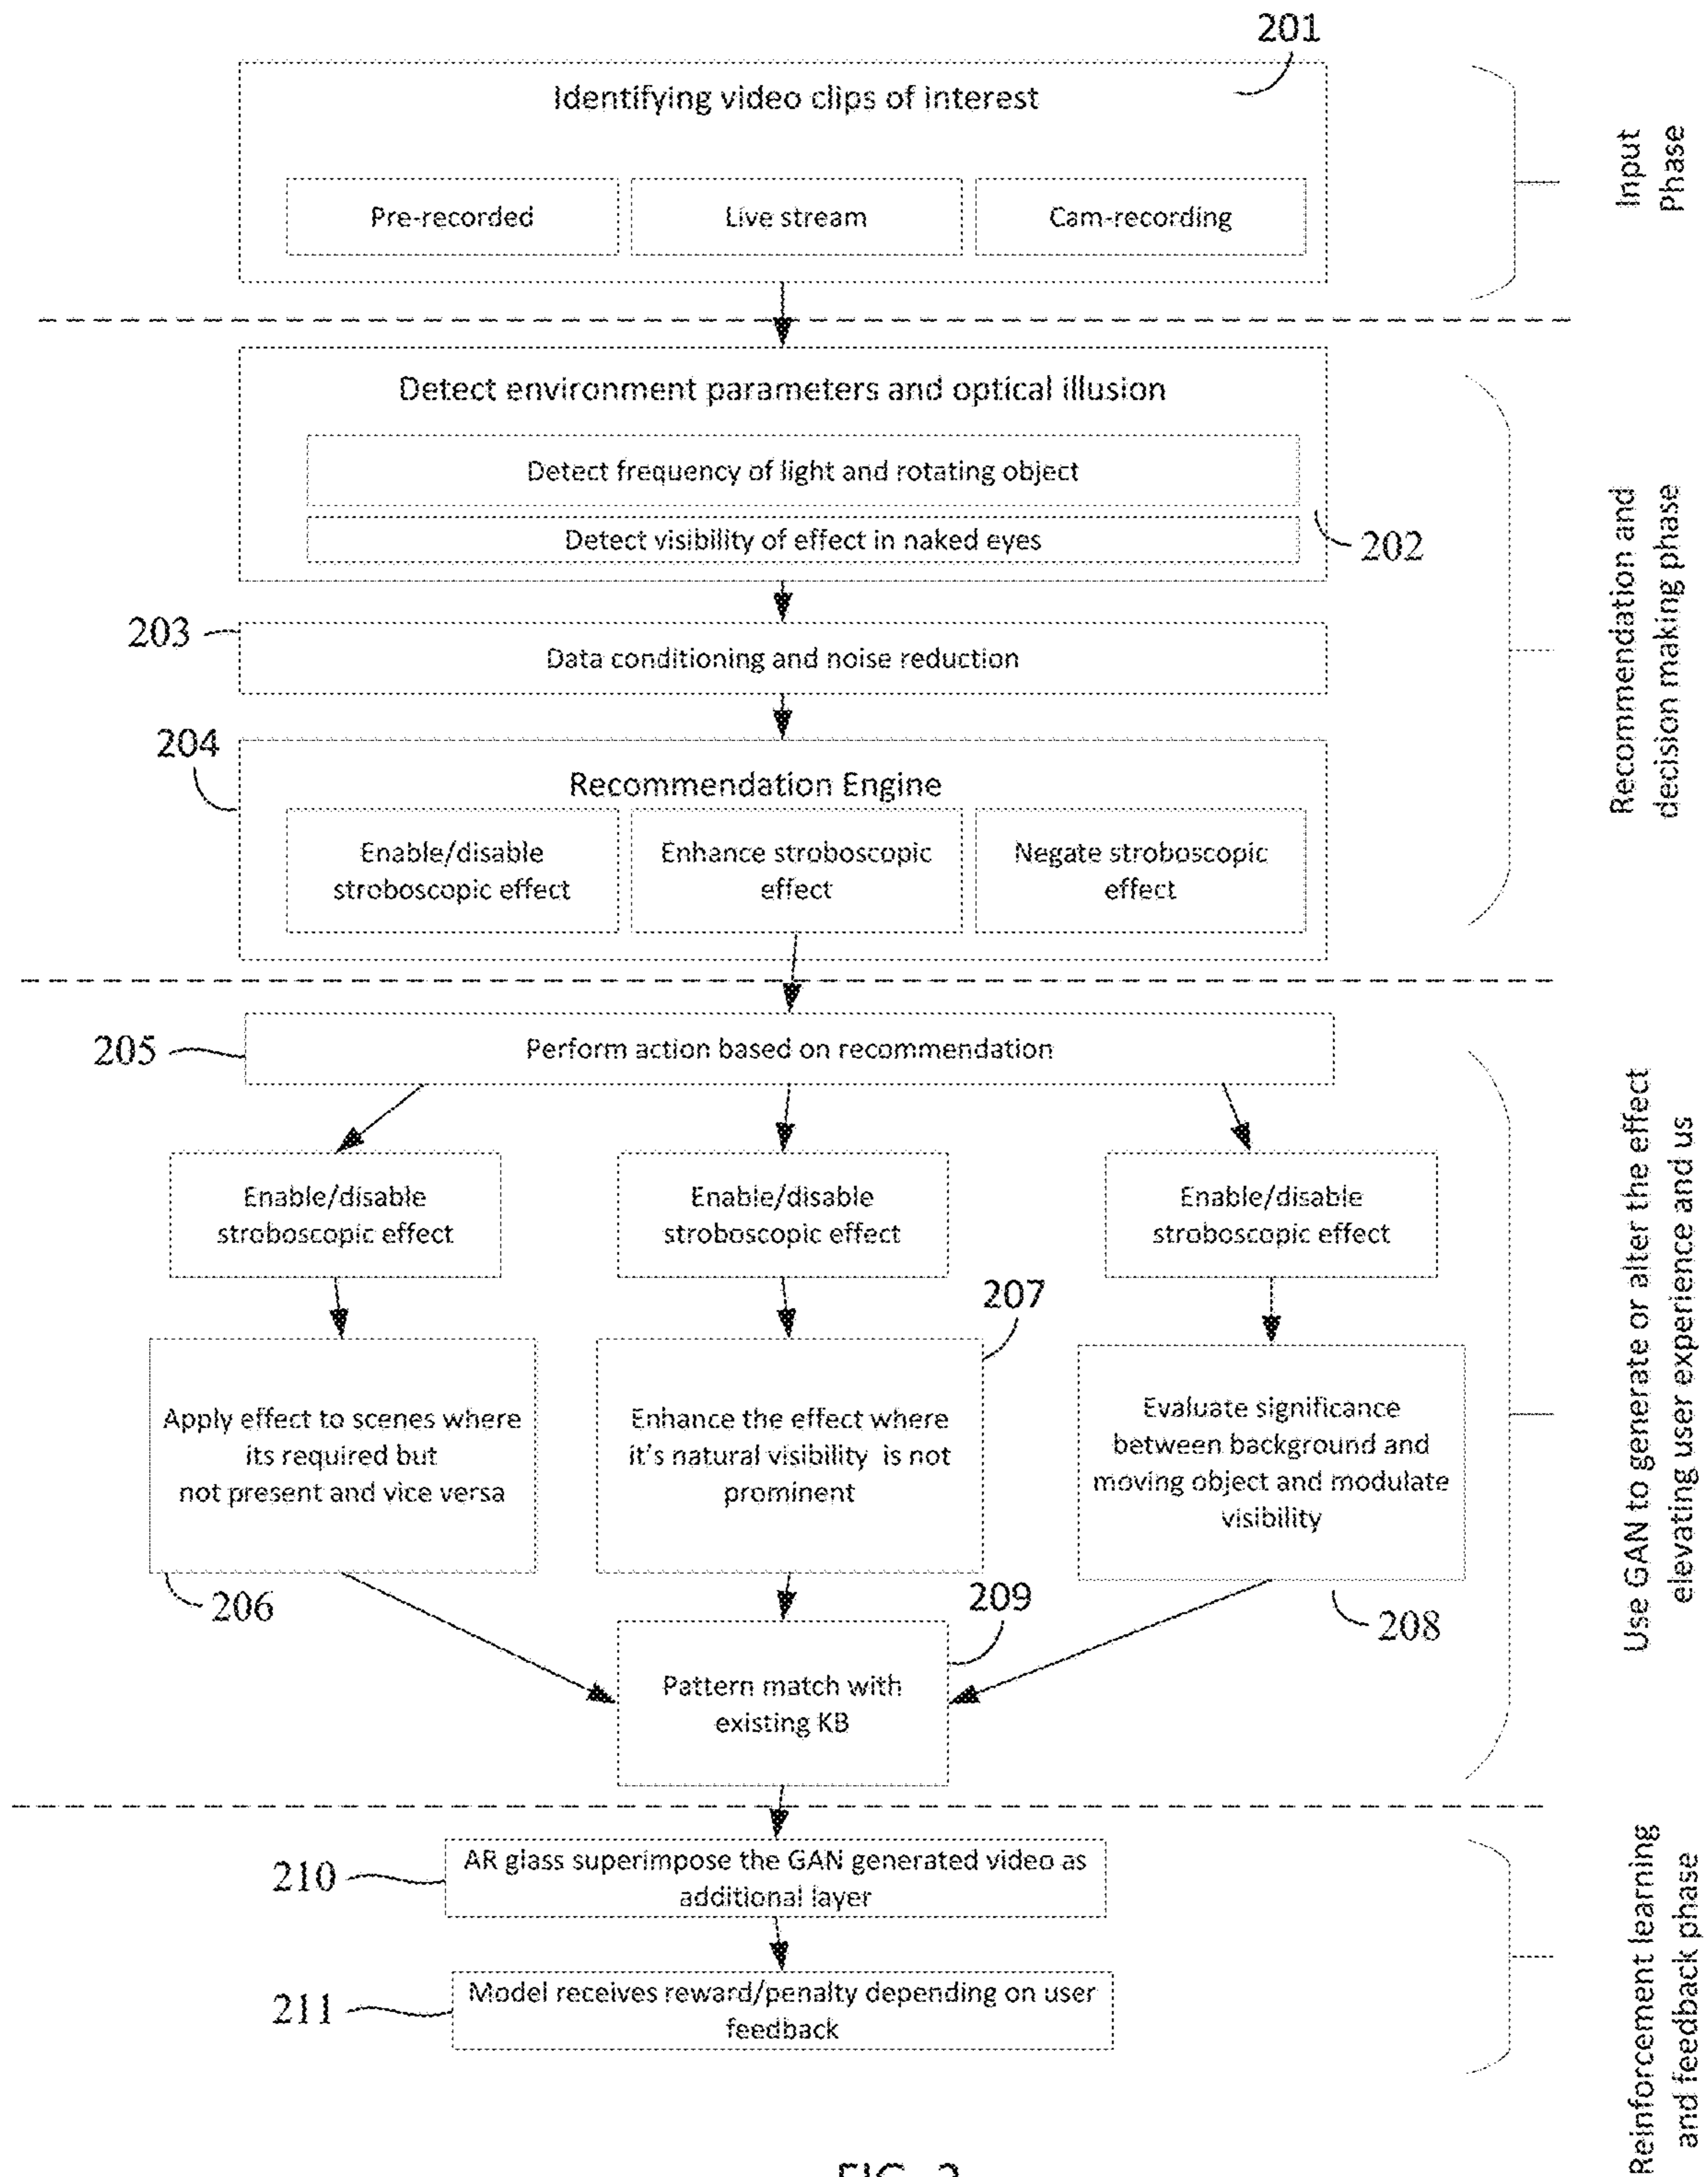 201
Identifying video clips of interest
Pre-recorded
Live stream
Cam-recording
Input
Phase
Detect environment parameters and optical illusion
Detect frequency of light and rotating object
Detect visibility of effect in naked eyes
202
203
Data conditioning and noise reduction
204
Recommendation Engine
Enable/disable
stroboscopic effect
Enhance stroboscopic
effect
Negate stroboscopic
effect
Recommendation and
decision making phase
205
Perform action based on recommendation
Enable/disable
stroboscopic effect
Enable/disable
stroboscopic effect
Enable/disable
stroboscopic effect
207
Apply effect to scenes where
its required but
not present and vice versa
Enhance the effect where
it's natural visibility is not
prominent
Evaluate significance
between background and
moving object and modulate
visibility
206
209
208
Pattern match with
existing KB
Use GAN to generate or alter the effect
elevating user experience and us
210
AR glass superimpose the GAN generated video as
additional layer
211
Model receives reward/penalty depending on user
feedback
Reinforcement learning
and feedback phase